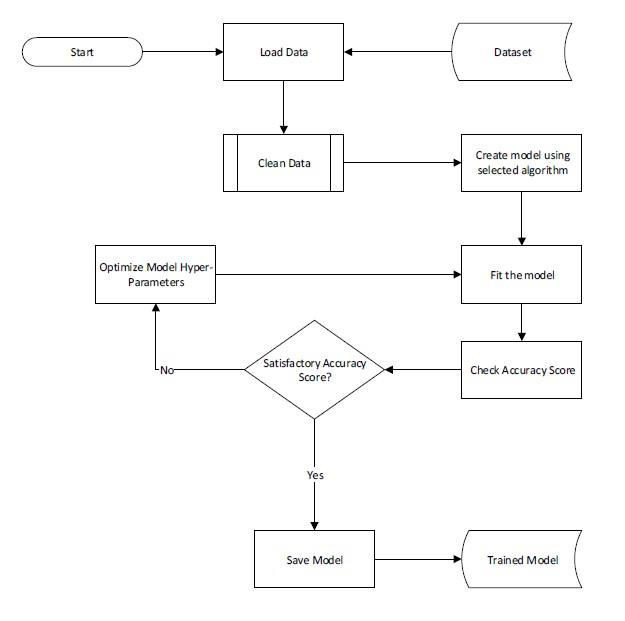 Start
Load Data
Dataset
Clean Data
Create model using
selected algorithm
Optimize Model Hyper-
Parameters
Fit the model
Satisfactory Accuracy
Score?
Check Accuracy Score
No
Yes
Save Model
Trained Model